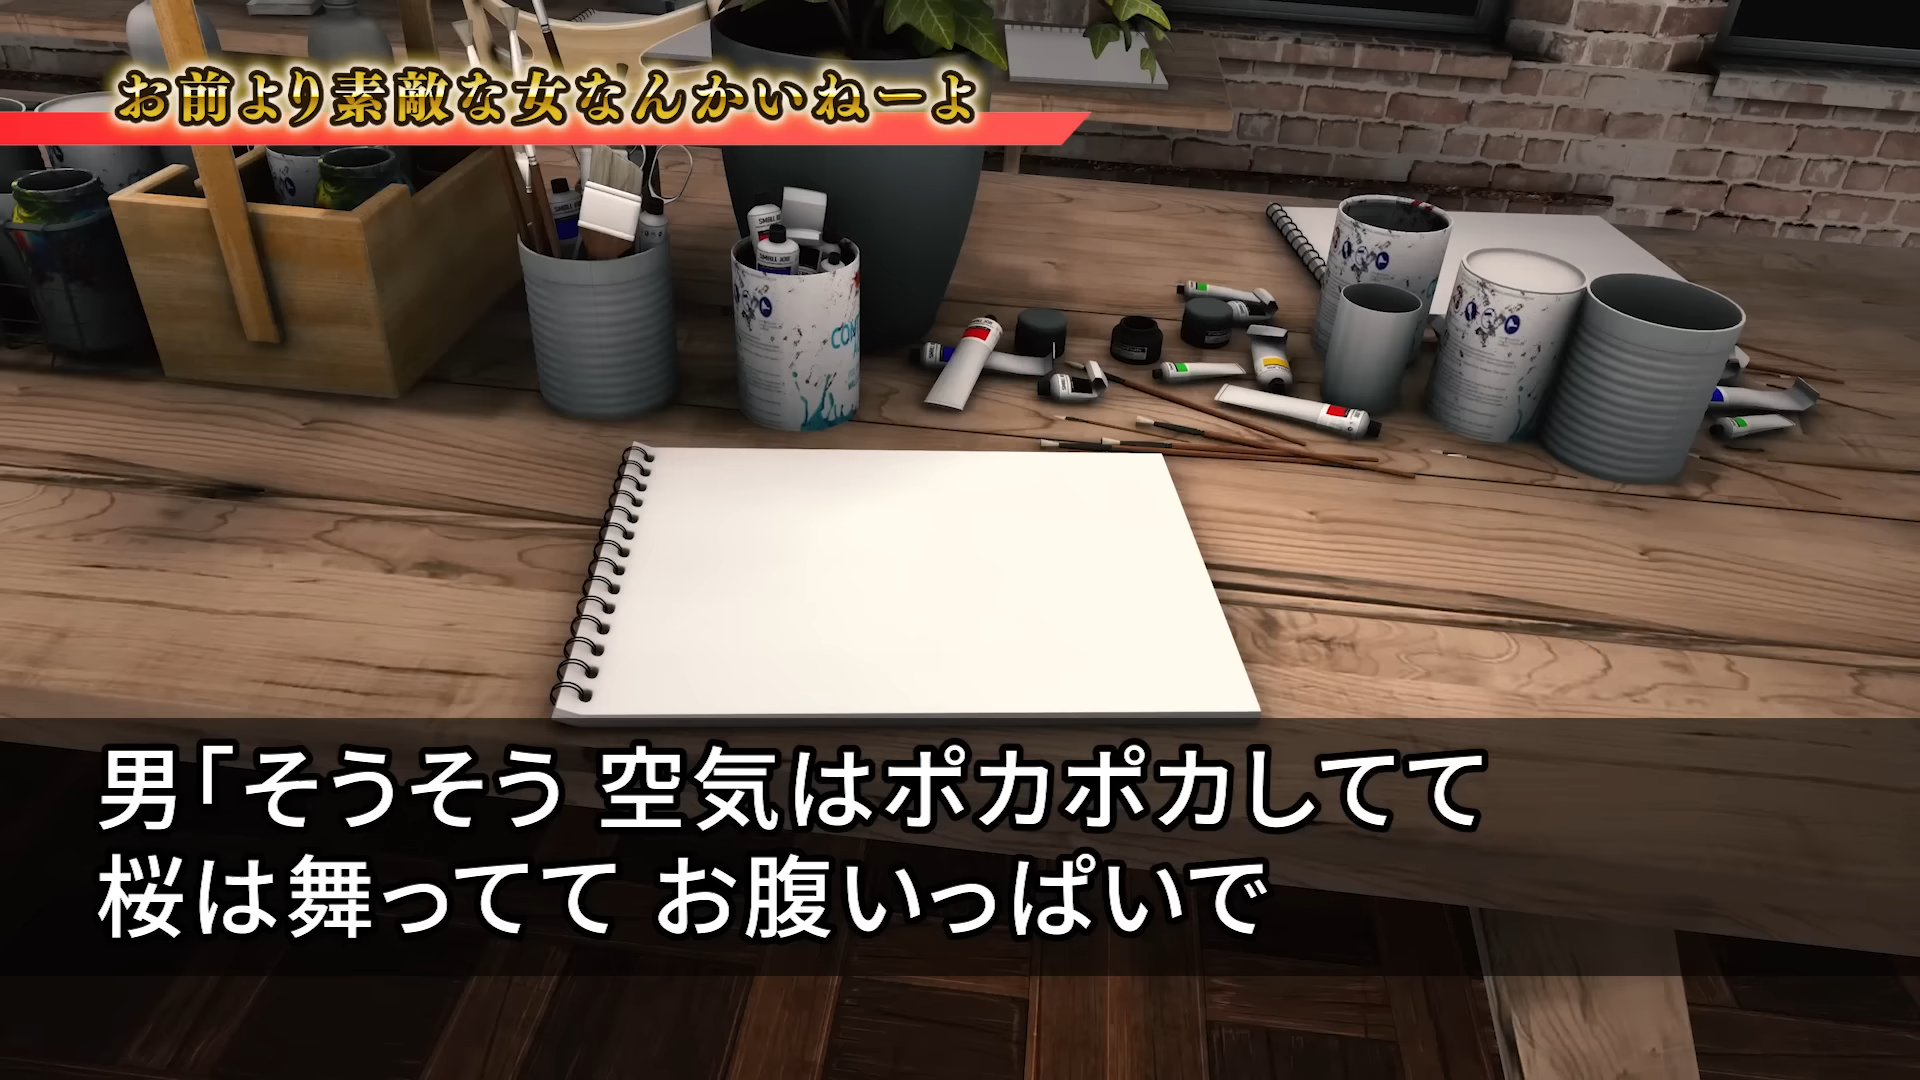 お前より素敵な女なんかいねーよ
男「そうそう 空気はポカポカしてて
桜は舞ってて お腹いっぱいで